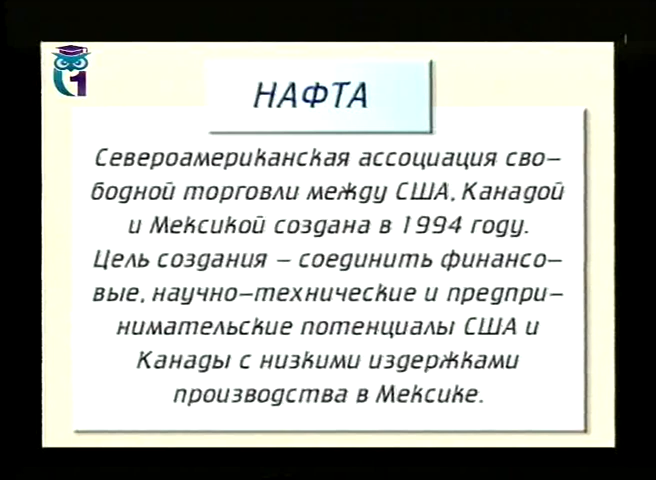 1
НАФТА
Североамериканская ассоциация сво–
бодной торговли между США, Канадой
и Мексикой создана в 1994 году.
Цель создания – соединить финансо–
вые, научно–технические и предпри–
нимательские потенциалы США и
Канады с низкими издержками
производства в Мексике.